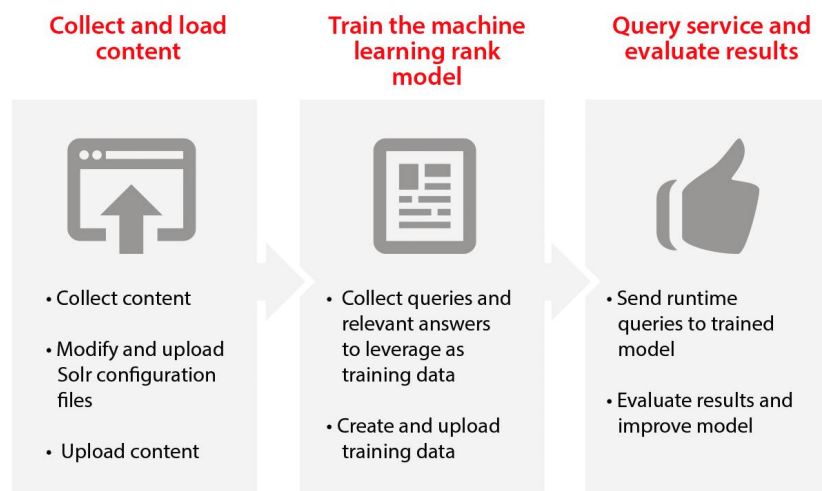 Collect and load
content
• Collect content
• Modify and upload
Solr configuration
files
• Upload content
Train the machine
learning rank
model
• Collect queries and
relevant answers
to leverage as
training data
• Create and upload
training data
Query service and
evaluate results
• Send runtime
queries to trained
model
• Evaluate results and
improve model